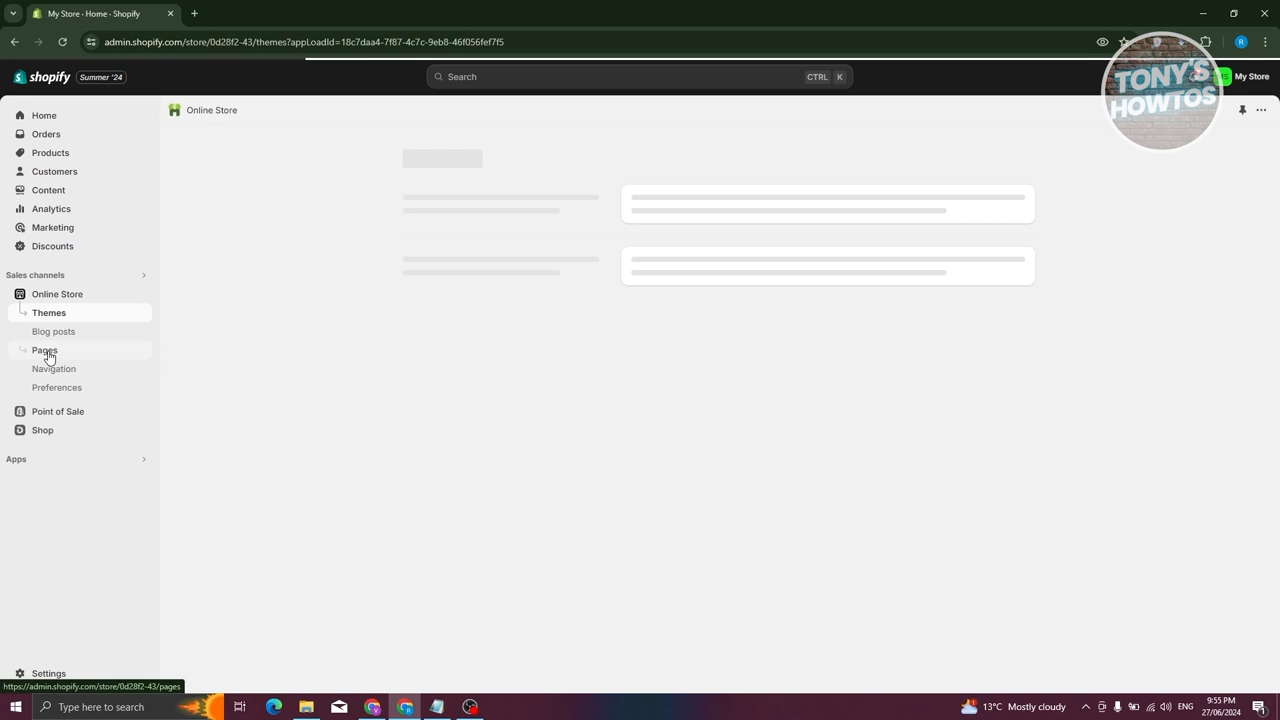 My Store · Home · Shopify
admin.shopify.com/store/0d28f2-43/themes?appLoadId=18c7daa4-7f87-4c7c-9eb8-46f056fef7f5
R
shopify
Summer '24
Search
CTRL
K
My Store
TONY'S
HOWTOS
Online Store
Home
Orders
Products
Customers
Content
Analytics
Marketing
Discounts
Sales channels
Online Store
Themes
Blog posts
Pages
Navigation
Preferences
Point of Sale
Shop
Apps
Settings
https://admin.shopify.com/store/0d28f2-43/pages
Type here to search
13°C Mostly cloudy
9:55 PM
27/06/2024